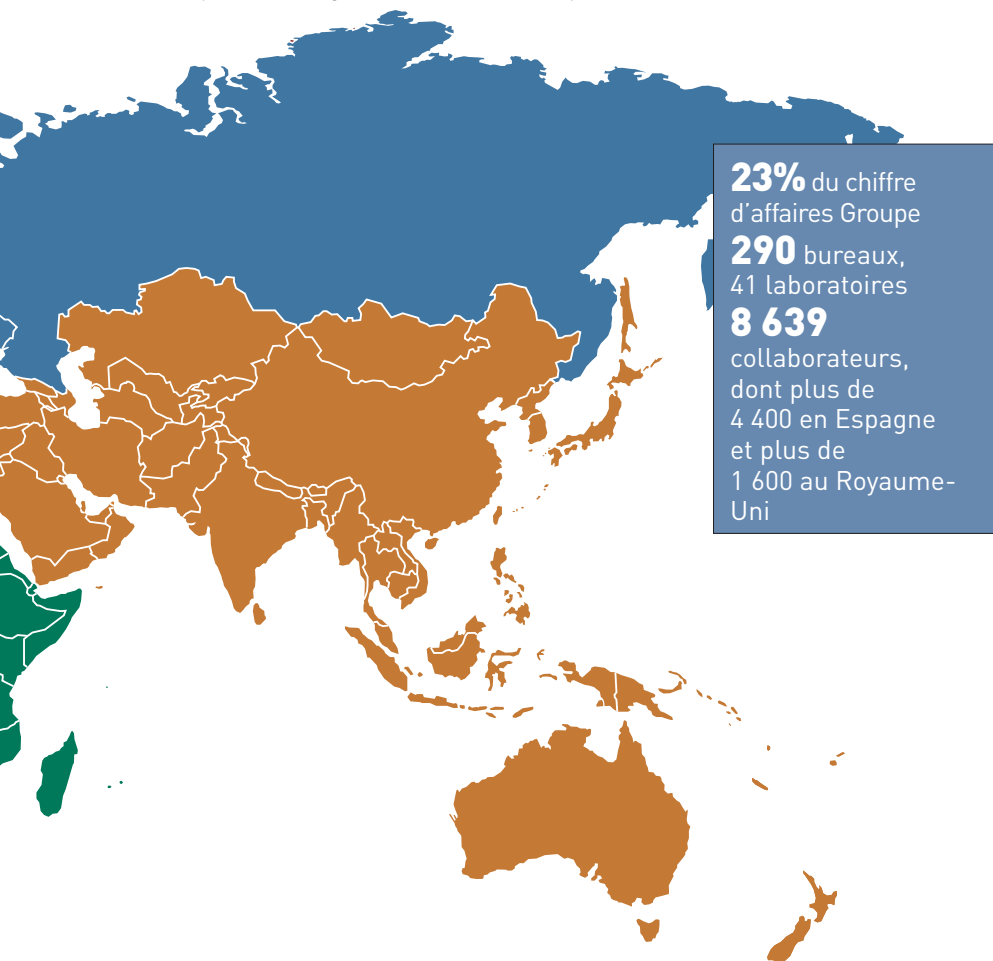 23% du chiffre
d'affaires Groupe
290 bureaux,
41 laboratoires
8 639
collaborateurs,
dont plus de
4 400 en Espagne
et plus de
1 600 au Royaume-
Uni